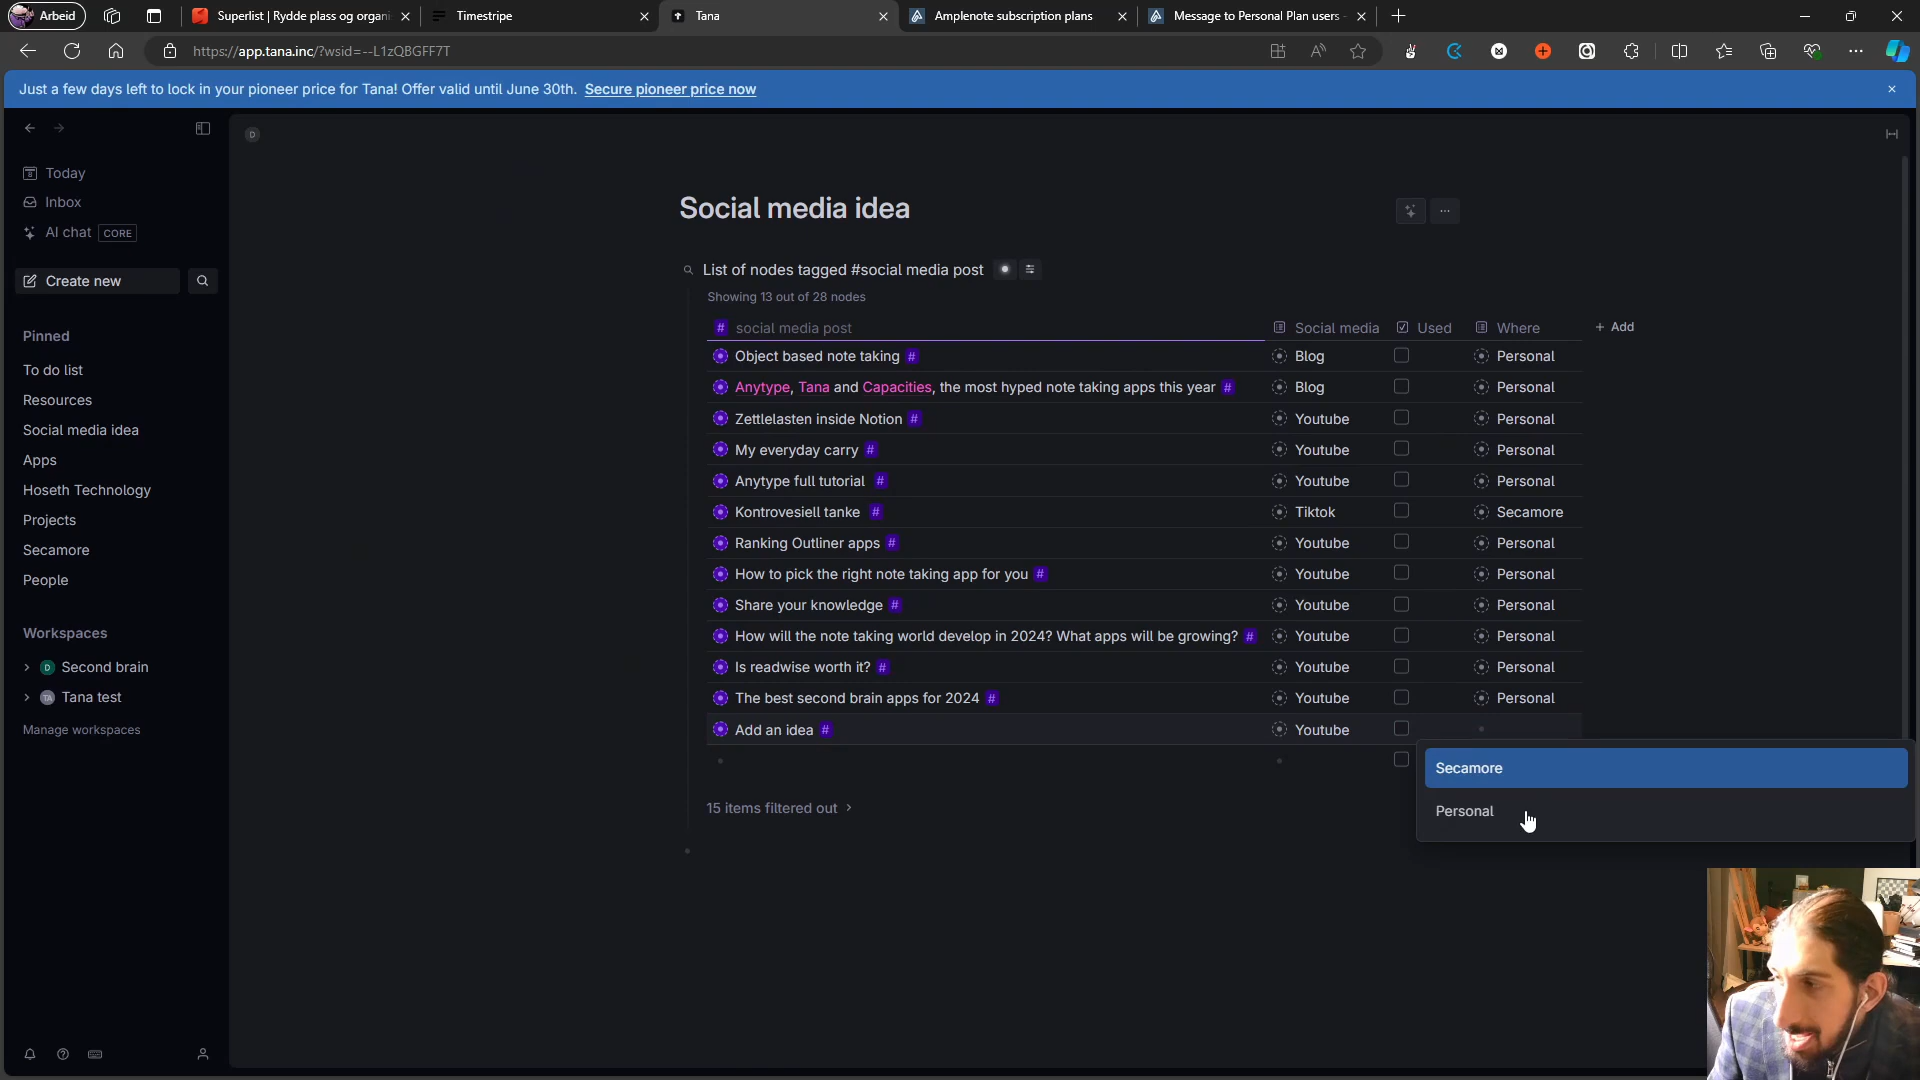 Arbeid
Superlist | Rydde plass og organi
Timestripe
Tana
Amplenote subscription plans
Message to Personal Plan users -
https://app.tana.inc/?wsid=--L1zQBGFF7T
Just a few days left to lock in your pioneer price for Tana! Offer valid until June 30th. Secure pioneer price now
Today
Inbox
AI chat CORE
Create new
Pinned
To do list
Resources
Social media idea
Apps
Hoseth Technology
Projects
Secamore
People
Workspaces
D Second brain
TA Tana test
Manage workspaces
D
Social media idea
List of nodes tagged #social media post
Showing 13 out of 28 nodes
# social media post Social media Used Where + Add
Object based note taking # Blog Personal
Anytype, Tana and Capacities, the most hyped note taking apps this year # Blog Personal
Zettlelasten inside Notion # Youtube Personal
My everyday carry # Youtube Personal
Anytype full tutorial # Youtube Personal
Kontrovesiell tanke # Tiktok Secamore
Ranking Outliner apps # Youtube Personal
How to pick the right note taking app for you # Youtube Personal
Share your knowledge # Youtube Personal
How will the note taking world develop in 2024? What apps will be growing? # Youtube Personal
Is readwise worth it? # Youtube Personal
The best second brain apps for 2024 # Youtube Personal
Add an idea # Youtube
Secamore
Personal
15 items filtered out